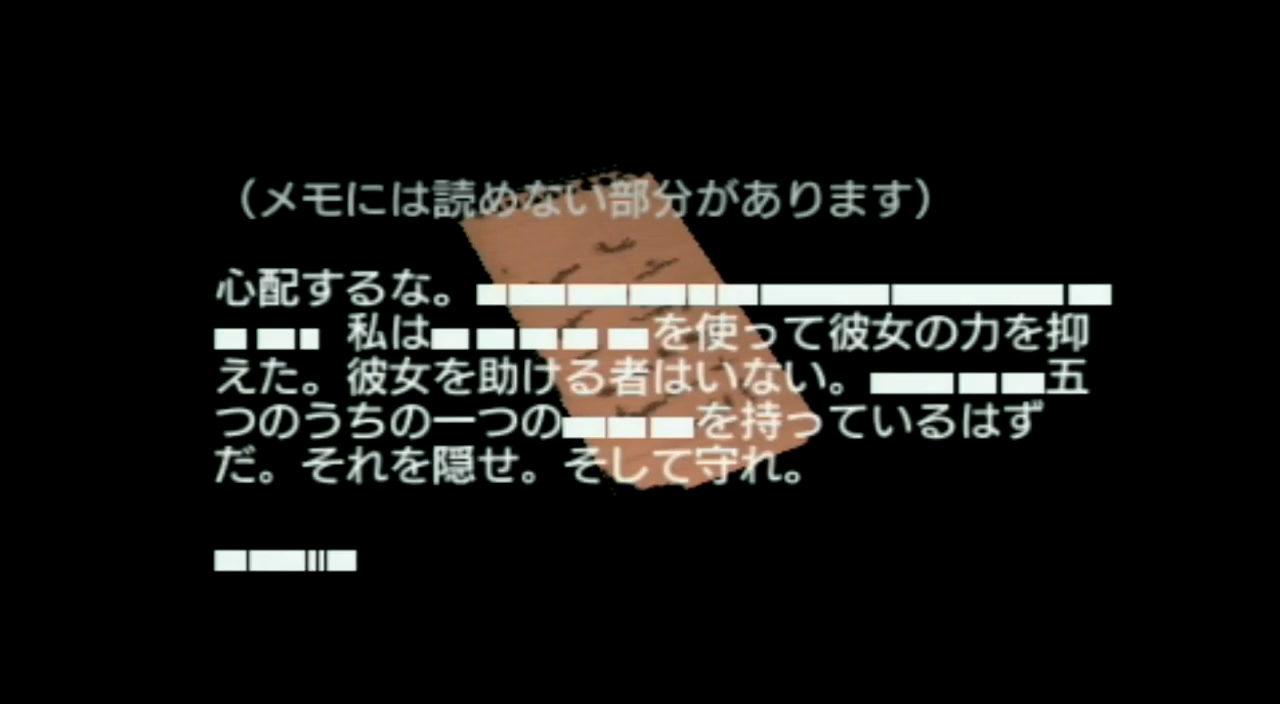 （メモには読めない部分があります）
心配するな。
私は を使って彼女の力を抑
えた。彼女を助ける者はいない。 五
つのうちの一つの を持っているはず
だ。それを隠せ。そして守れ。